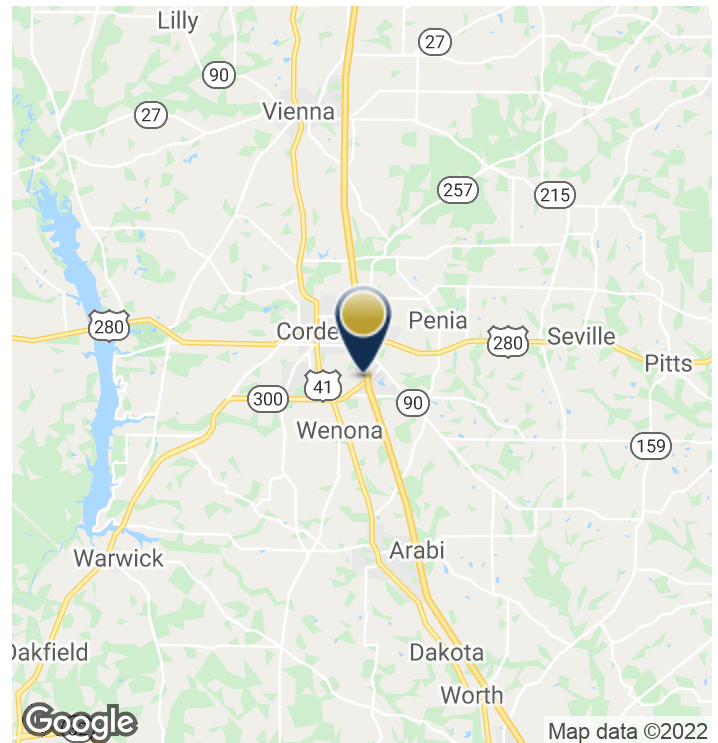 Lilly
27
90
27
Vienna
257
215
280
Corde
Penia
280
Seville
Pitts
41
300
90
Wenona
159
Arabi
Warwick
Oakfield
Dakota
Worth
Google
Map data ©2022